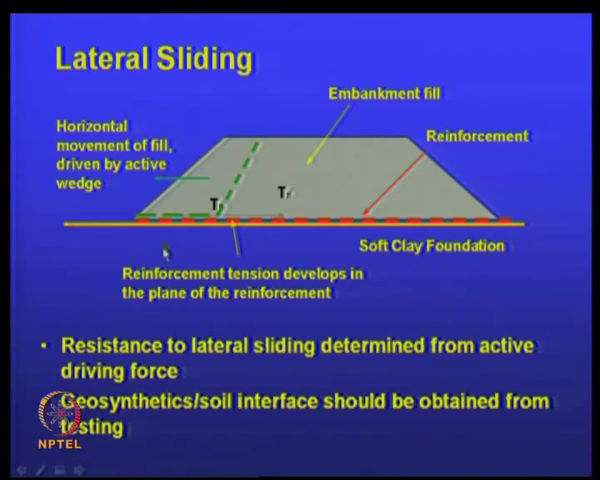 Lateral Sliding
Embankment fill
Horizontal
movement of fill,
driven by active
wedge
Reinforcement
Tr
Tr
Soft Clay Foundation
Reinforcement tension develops in
the plane of the reinforcement
• Resistance to lateral sliding determined from active
driving force
Geosynthetics/soil interface should be obtained from
testing
NPTEL